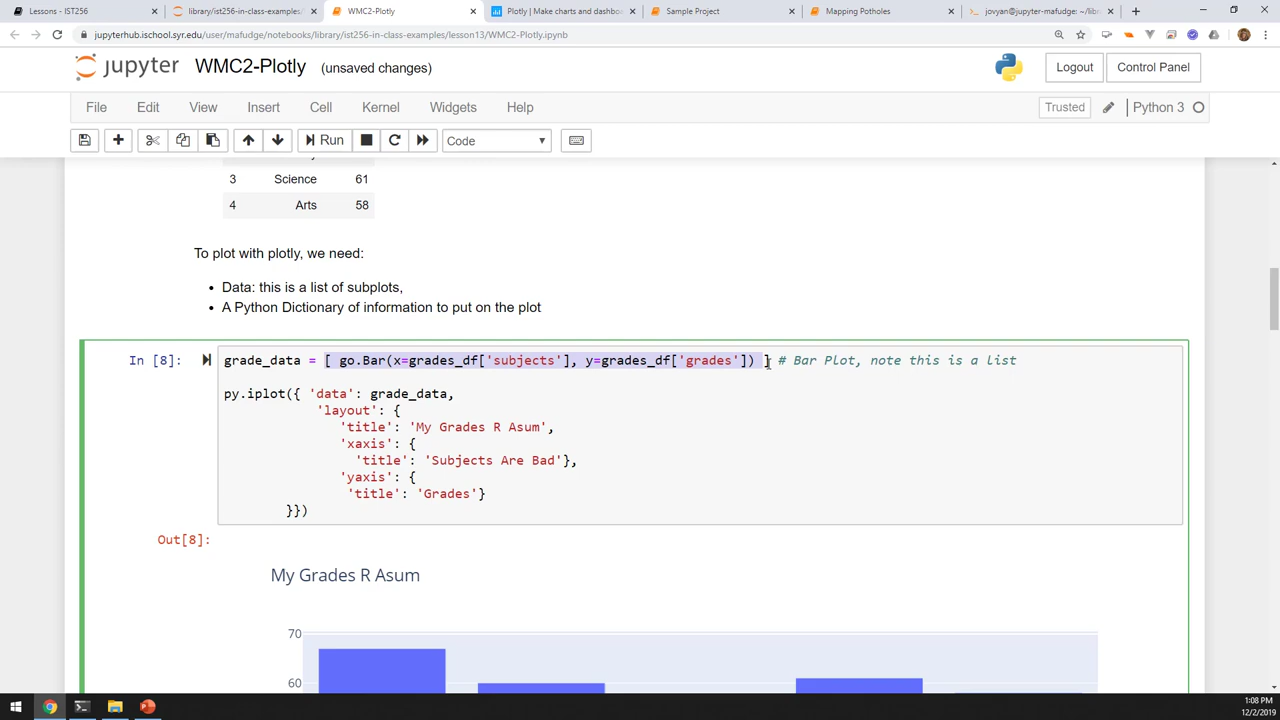 Lessons - IST256
library/ist256-in-class-examples/
WMC2-Plotly
Plotly | Make charts and dashboa
Sample Project
Mapping Potholes
jovyan@jupyter-mafudge: ~/libra
jupyterhub.ischool.syr.edu/user/mafudge/notebooks/library/ist256-in-class-examples/lesson13/WMC2-Plotly.ipynb
jupyter WMC2-Plotly (unsaved changes)
Logout
Control Panel
File Edit View Insert Cell Kernel Widgets Help
Trusted
Python 3
Run
Code
3 Science 61
4 Arts 58
To plot with plotly, we need:
• Data: this is a list of subplots,
• A Python Dictionary of information to put on the plot
In [8]:
grade_data = [ go.Bar(x=grades_df['subjects'], y=grades_df['grades']) ] # Bar Plot, note this is a list
py.iplot({ 'data': grade_data,
'layout': {
'title': 'My Grades R Asum',
'xaxis': {
'title': 'Subjects Are Bad'},
'yaxis': {
'title': 'Grades'}
}})
Out[8]:
My Grades R Asum
70
60
1:08 PM
12/2/2019